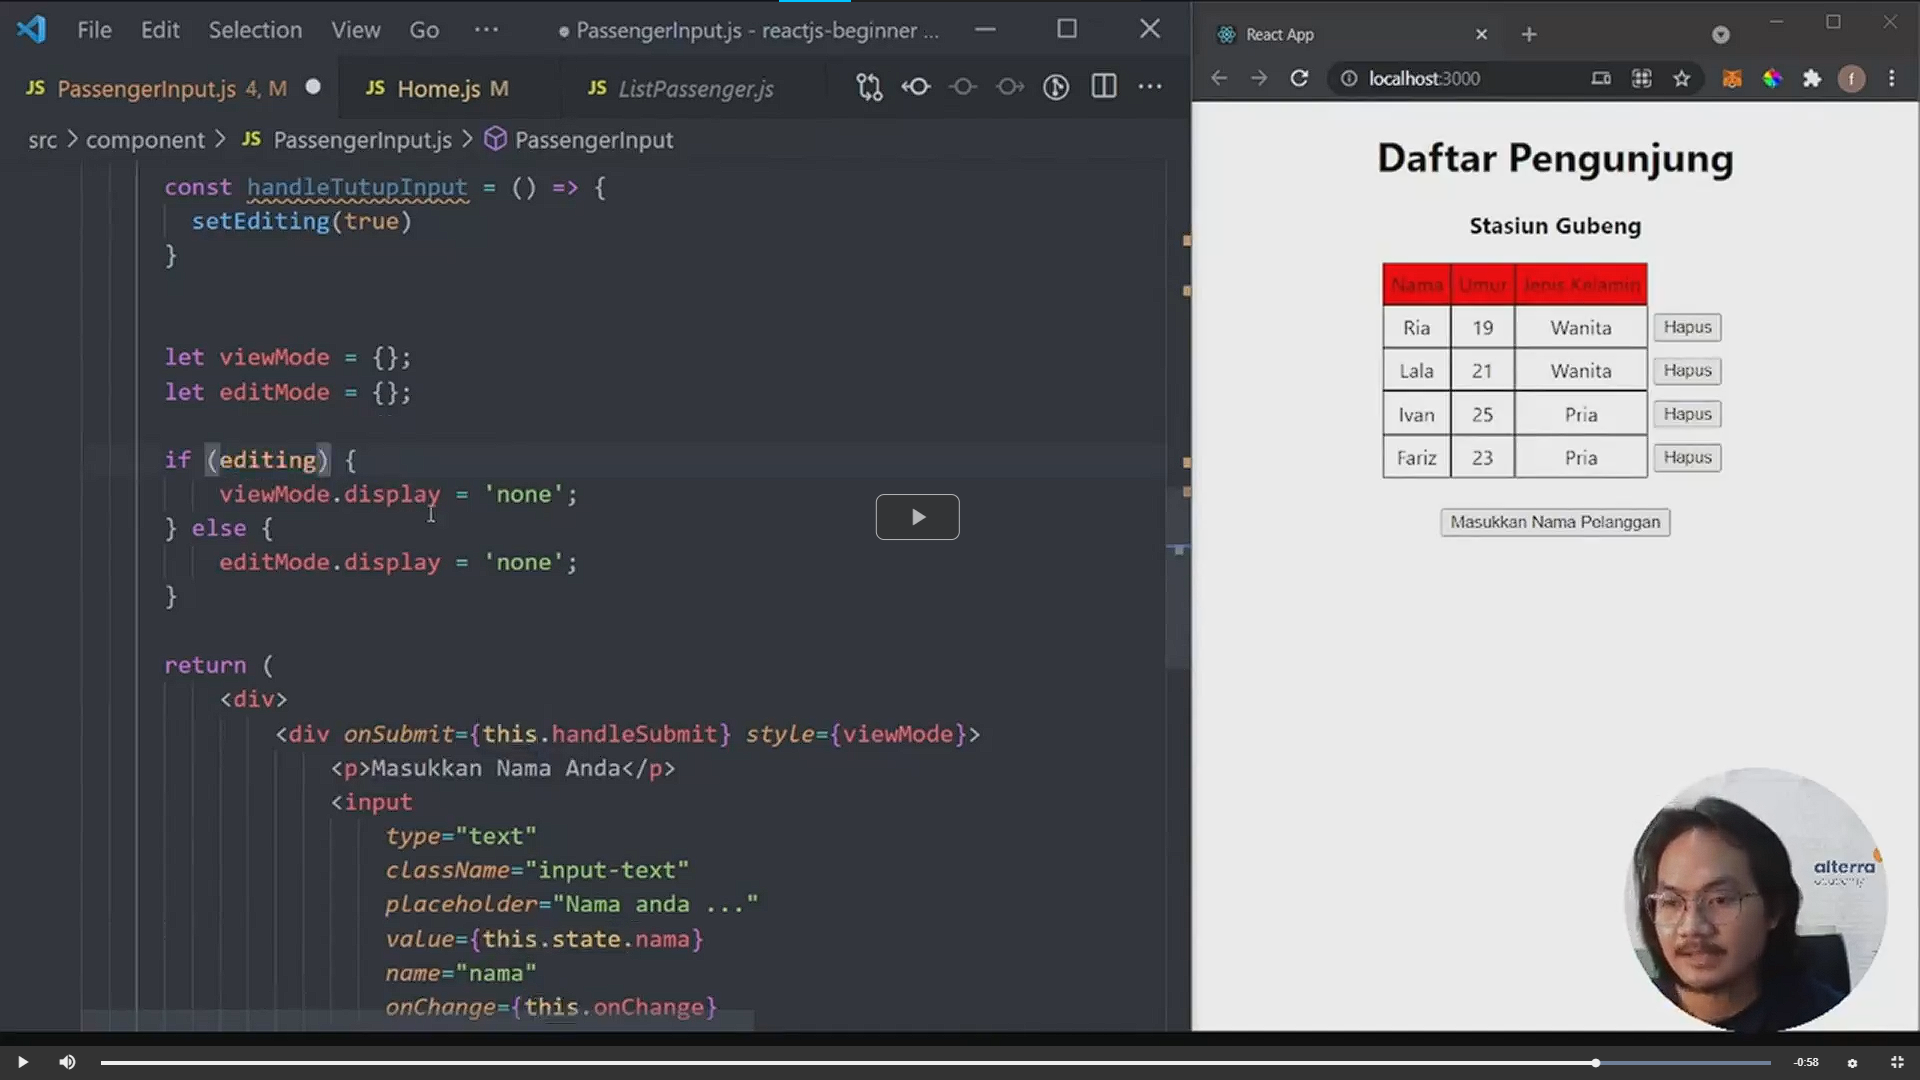 File Edit Selection View Go ··· ● PassengerInput.js - reactjs-beginner ...
JS PassengerInput.js 4, M ● JS Home.js M JS ListPassenger.js
src > component > JS PassengerInput.js > PassengerInput
const handleTutupInput = () => {
setEditing(true)
}
let viewMode = {};
let editMode = {};
if (editing) {
viewMode.display = 'none';
} else {
editMode.display = 'none';
}
return (
<div>
<div onSubmit={this.handleSubmit} style={viewMode}>
<p>Masukkan Nama Anda</p>
<input
type="text"
className="input-text"
placeholder="Nama anda ..."
value={this.state.nama}
name="nama"
onChange={this.onChange}
React App
localhost:3000
f
Daftar Pengunjung
Stasiun Gubeng
Nama Umur Jenis Kelamin
Ria 19 Wanita Hapus
Lala 21 Wanita Hapus
Ivan 25 Pria Hapus
Fariz 23 Pria Hapus
Masukkan Nama Pelanggan
alterra
academy
-0:58